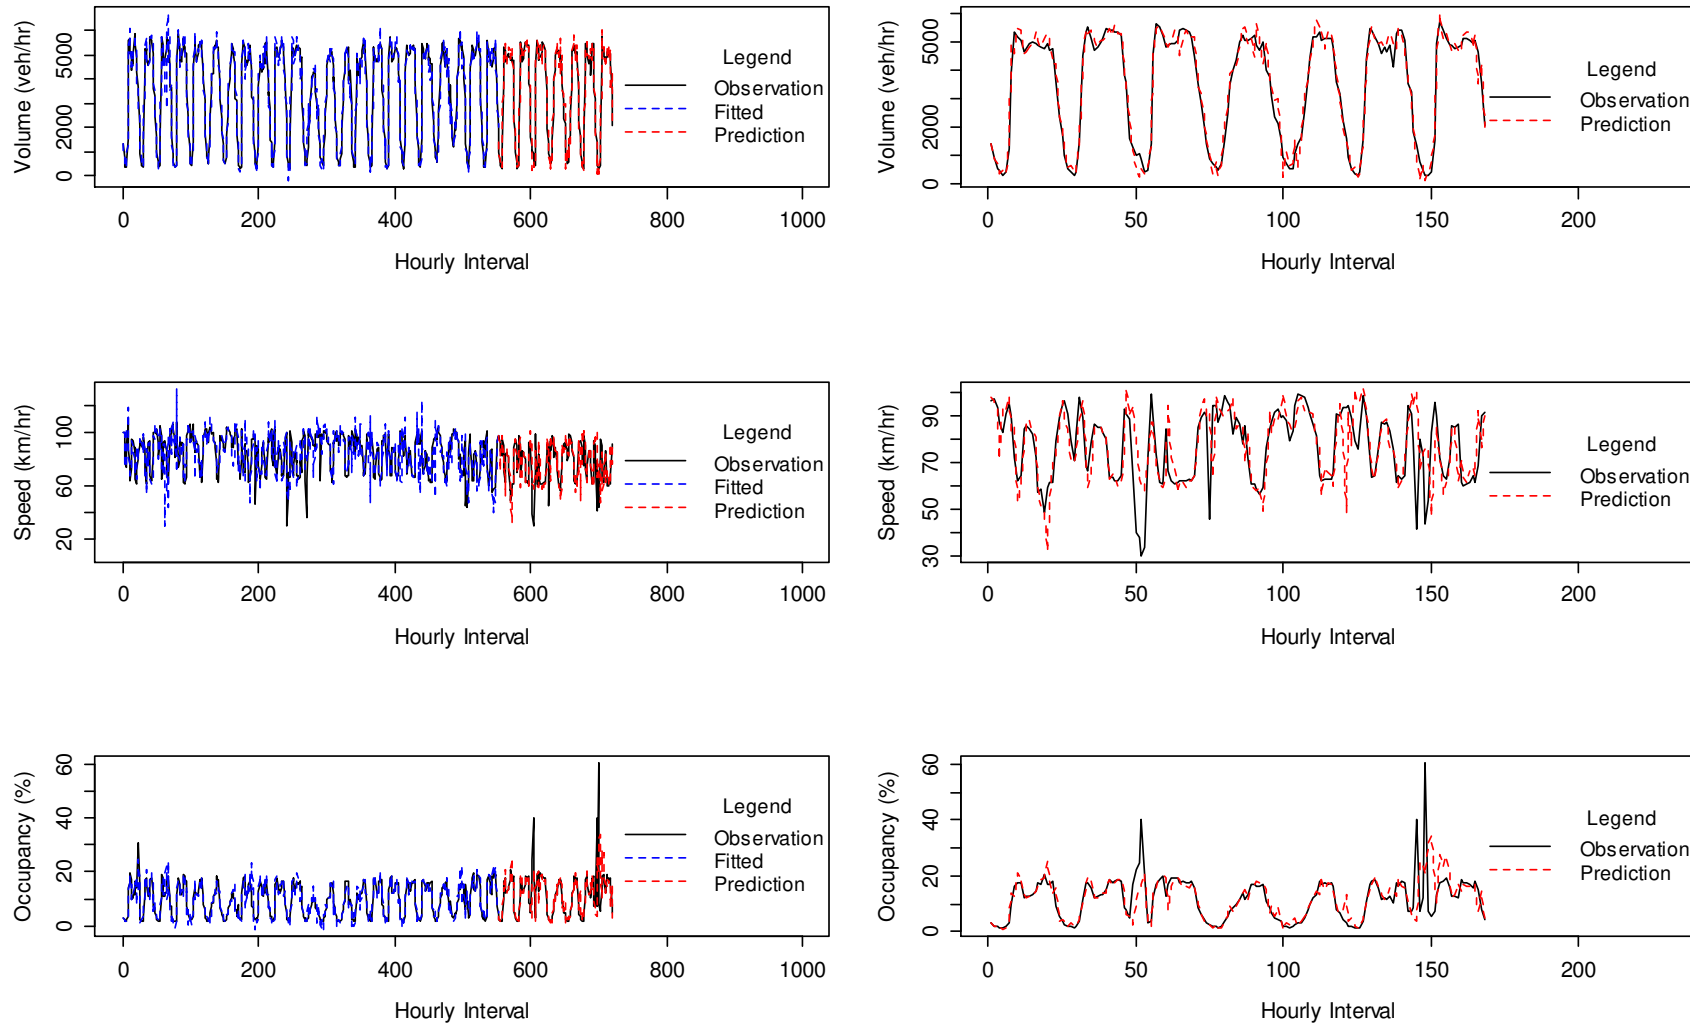 Volume (veh/hr)
0 2000 5000
Legend
Observation
Fitted
Prediction
0 200 400 600 800 1000
Hourly Interval
Volume (veh/hr)
0 2000 5000
Legend
Observation
Prediction
0 50 100 150 200
Hourly Interval
Speed (km/hr)
20 60 100
Legend
Observation
Fitted
Prediction
0 200 400 600 800 1000
Hourly Interval
Speed (km/hr)
30 50 70 90
Legend
Observation
Prediction
0 50 100 150 200
Hourly Interval
Occupancy (%)
0 20 40 60
Legend
Observation
Fitted
Prediction
0 200 400 600 800 1000
Hourly Interval
Occupancy (%)
0 20 40 60
Legend
Observation
Prediction
0 50 100 150 200
Hourly Interval